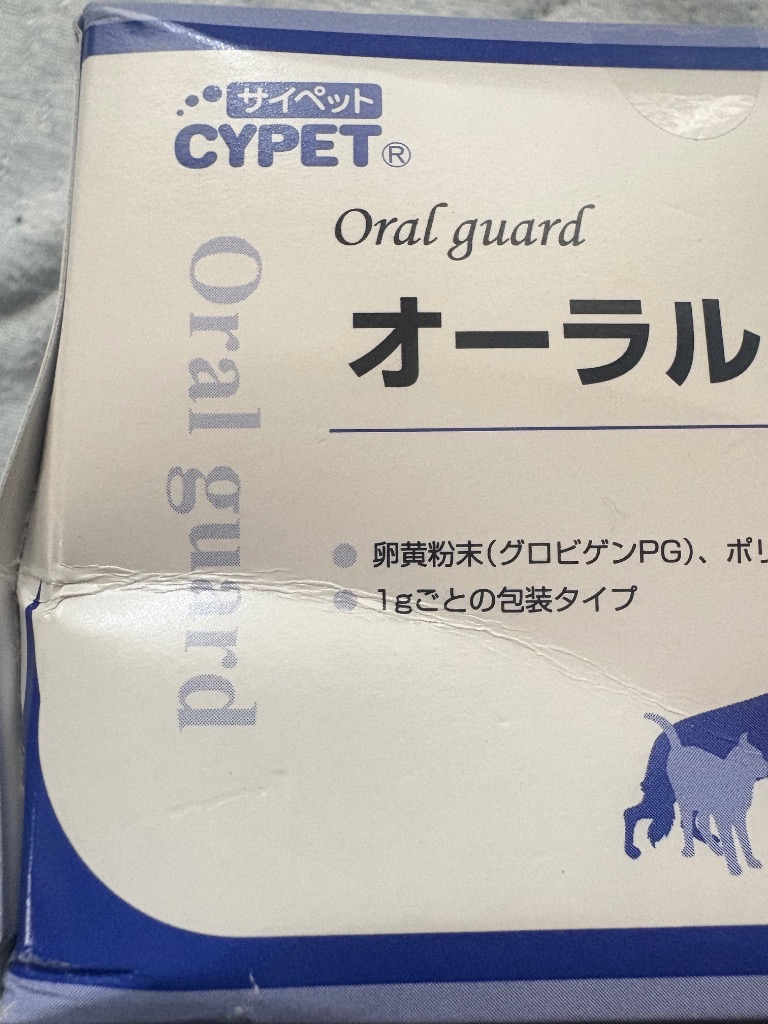 サイペット
CYPET®
Oral guard
Oral guard
オーラル
卵黄粉末(グロビゲンPG)、ポリ
1gごとの包装タイプ